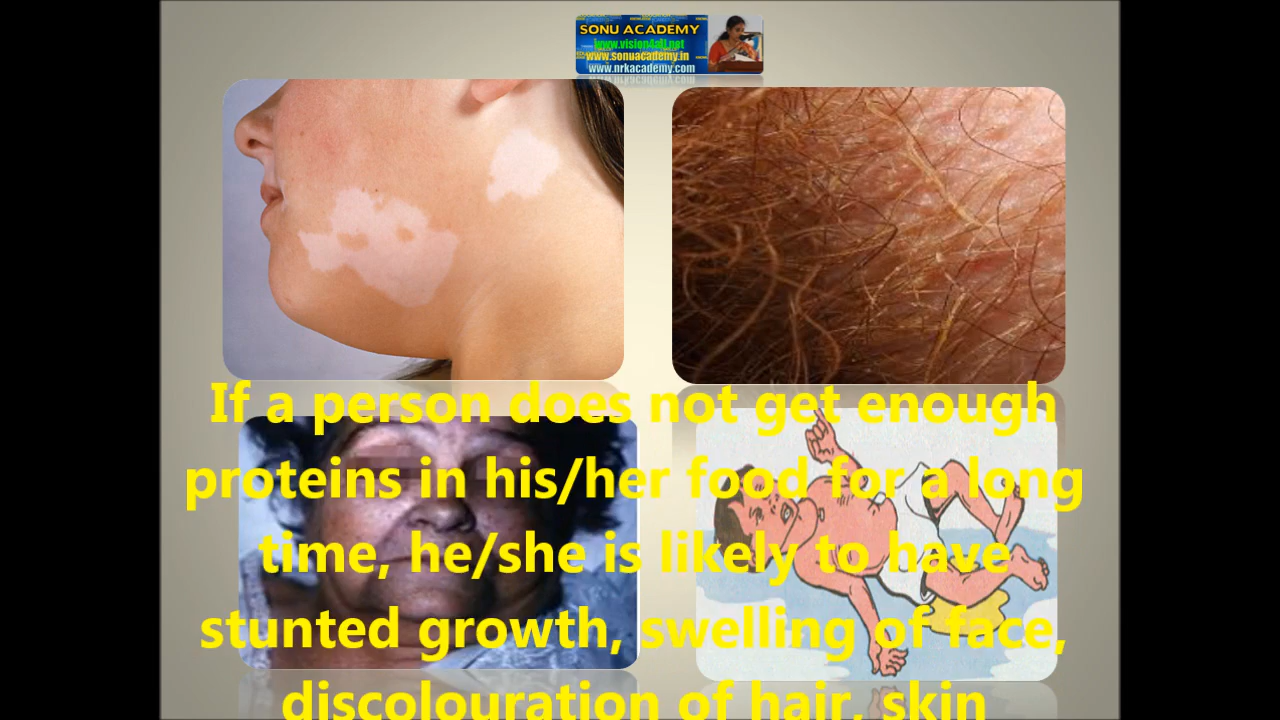 SONU ACADEMY
www.vision4all.net
www.sonuacademy.in
www.nrkacademy.com
If a person does not get enough
proteins in his/her food for a long
time, he/she is likely to have
stunted growth, swelling of face,
discolouration of hair, skin